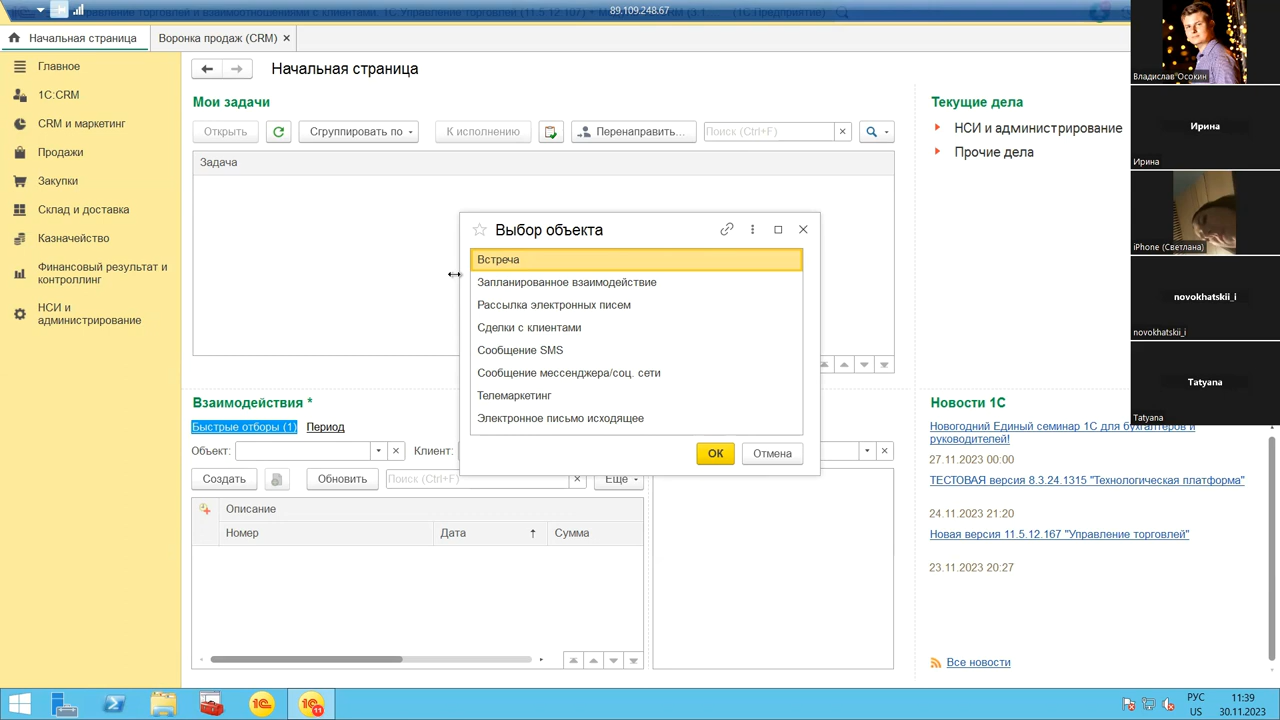 89.109.248.67
Начальная страница
Воронка продаж (CRM) ×
Главное
1С:CRM
CRM и маркетинг
Продажи
Закупки
Склад и доставка
Казначейство
Финансовый результат и
контроллинг
НСИ и
администрирование
Начальная страница
Мои задачи
Открыть
Сгруппировать по
К исполнению
Перенаправить...
Поиск (Ctrl+F)
Задача
Выбор объекта
Встреча
Запланированное взаимодействие
Рассылка электронных писем
Сделки с клиентами
Сообщение SMS
Сообщение мессенджера/соц. сети
Телемаркетинг
Электронное письмо исходящее
ОК
Отмена
Взаимодействия *
Быстрые отборы (1)
Период
Объект:
Клиент:
Создать
Обновить
Поиск (Ctrl+F)
Еще
Описание
Номер
Дата
Сумма
Текущие дела
НСИ и администрирование
Прочие дела
Новости 1С
Новогодний Единый семинар 1С для бухгалтеров и
руководителей!
27.11.2023 00:00
ТЕСТОВАЯ версия 8.3.24.1315 "Технологическая платформа"
24.11.2023 21:20
Новая версия 11.5.12.167 "Управление торговлей"
23.11.2023 20:27
Все новости
Владислав Осокин
Ирина
Ирина
iPhone (Светлана)
novokhatskii_i
novokhatskii_i
Tatyana
Tatyana
РУС
US
11:39
30.11.2023